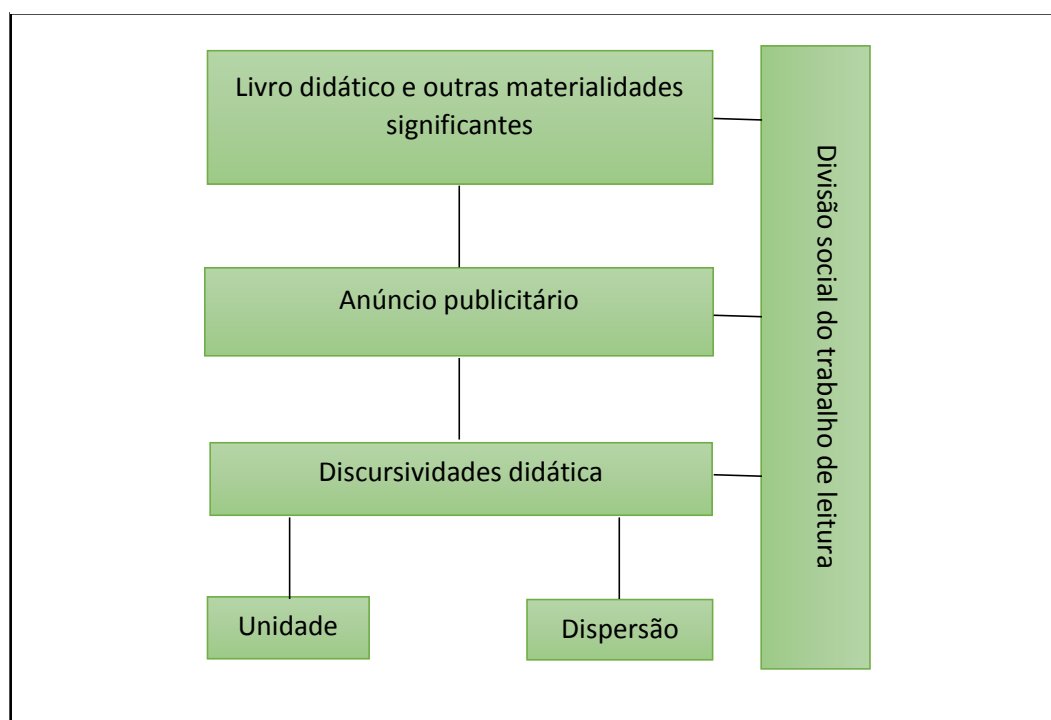 Livro didático e outras materialidades
significantes
Anúncio publicitário
Discursividades didática
Unidade
Dispersão
Divisão social do trabalho de leitura